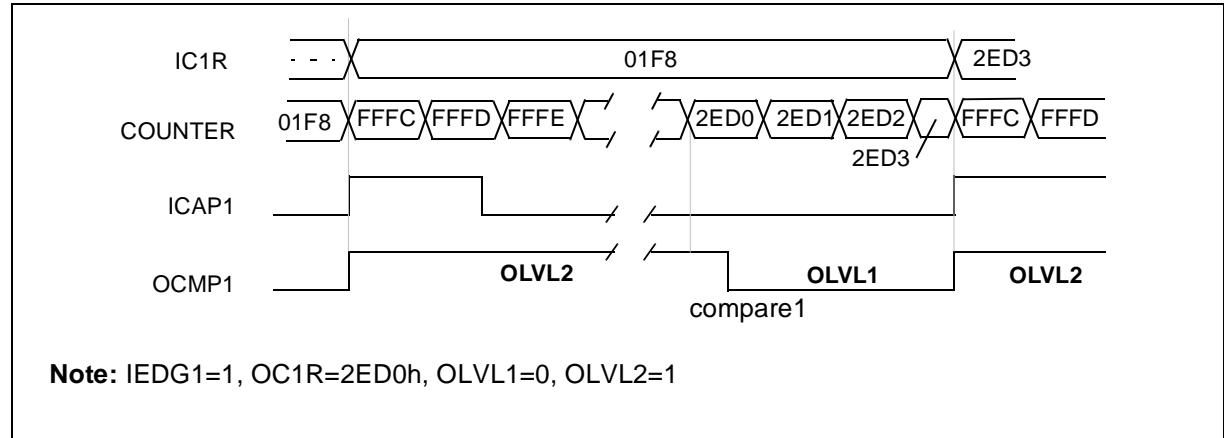 IC1R - - - 01F8 2ED3
COUNTER 01F8 FFFC FFFD FFFE 2ED0 2ED1 2ED2 FFFC FFFD
2ED3
ICAP1
OCMP1 OLVL2 OLVL1 OLVL2
compare1
Note: IEDG1=1, OC1R=2ED0h, OLVL1=0, OLVL2=1